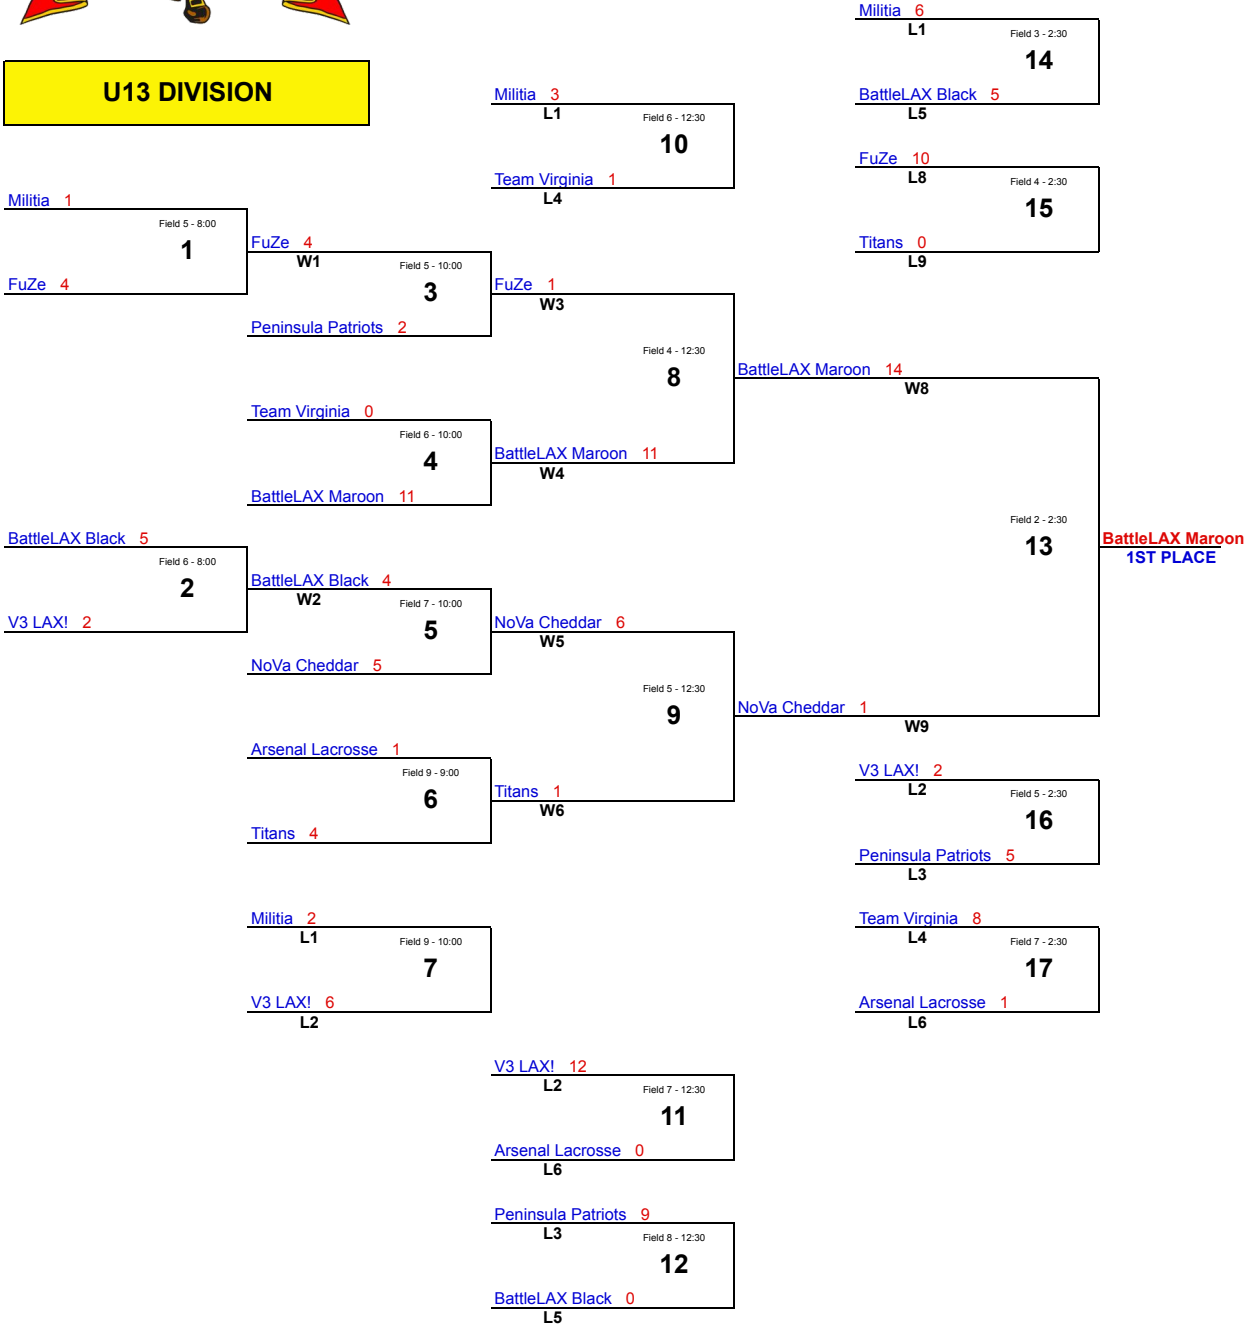 U13 DIVISION
Militia 1
Field 5 - 8:00
1
FuZe 4
BattleLAX Black 5
Field 6 - 8:00
2
V3 LAX! 2
FuZe 4
W1
Field 5 - 10:00
3
Peninsula Patriots 2
Team Virginia 0
Field 6 - 10:00
4
BattleLAX Maroon 11
BattleLAX Black 4
W2
Field 7 - 10:00
5
NoVa Cheddar 5
Arsenal Lacrosse 1
Field 9 - 9:00
6
Titans 4
Militia 2
L1
Field 9 - 10:00
7
V3 LAX! 6
L2
Militia 3
L1
Field 6 - 12:30
10
Team Virginia 1
L4
FuZe 1
W3
Field 4 - 12:30
8
BattleLAX Maroon 11
W4
NoVa Cheddar 6
W5
Field 5 - 12:30
9
Titans 1
W6
V3 LAX! 12
L2
Field 7 - 12:30
11
Arsenal Lacrosse 0
L6
Peninsula Patriots 9
L3
Field 8 - 12:30
12
BattleLAX Black 0
L5
Militia 6
L1
Field 3 - 2:30
14
BattleLAX Black 5
L5
FuZe 10
L8
Field 4 - 2:30
15
Titans 0
L9
BattleLAX Maroon 14
W8
Field 2 - 2:30
13
NoVa Cheddar 1
W9
BattleLAX Maroon
1ST PLACE
V3 LAX! 2
L2
Field 5 - 2:30
16
Peninsula Patriots 5
L3
Team Virginia 8
L4
Field 7 - 2:30
17
Arsenal Lacrosse 1
L6